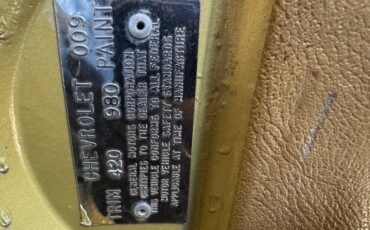 CHEVROLET 009
TRIM 420 980 PAINT
GENERAL MOTORS CORPORATION
CERTIFIES TO THE DEALER THAT
THIS VEHICLE CONFORMS TO ALL FEDERAL
MOTOR VEHICLE SAFETY STANDARDS
APPLICABLE AT TIME OF MANUFACTURE